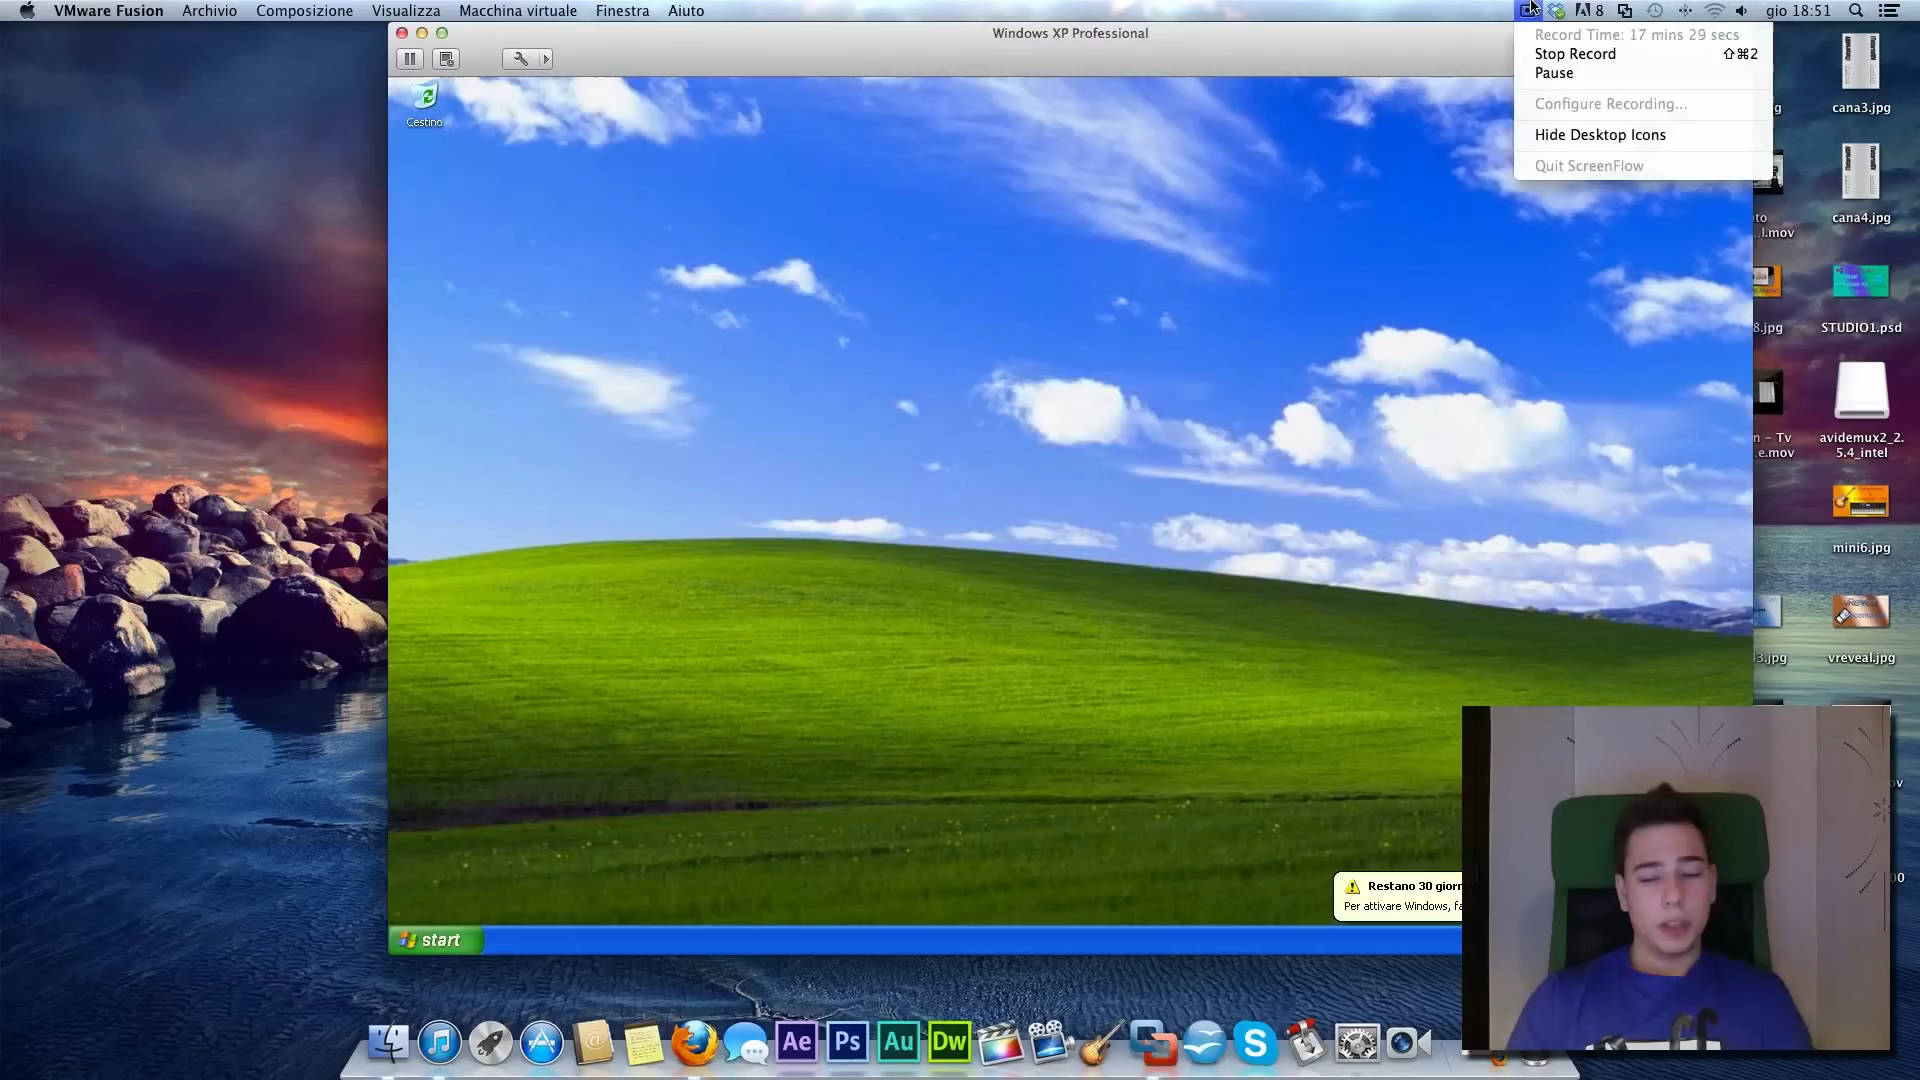 VMware Fusion Archivio Composizione Visualizza Macchina virtuale Finestra Aiuto
8 gio 18:51
Windows XP Professional
Record Time: 17 mins 29 secs
Stop Record ⇧⌘2
Pause
Configure Recording...
Hide Desktop Icons
Quit ScreenFlow
Cestino
cana3.jpg
cana4.jpg
...l.mov
8.jpg
STUDIO1.psd
n - Tv
...e.mov
avidemux2_2.
5.4_intel
mini6.jpg
3.jpg
vreveal.jpg
Restano 30 giorn
Per attivare Windows, fa
start
Ae Ps Au Dw